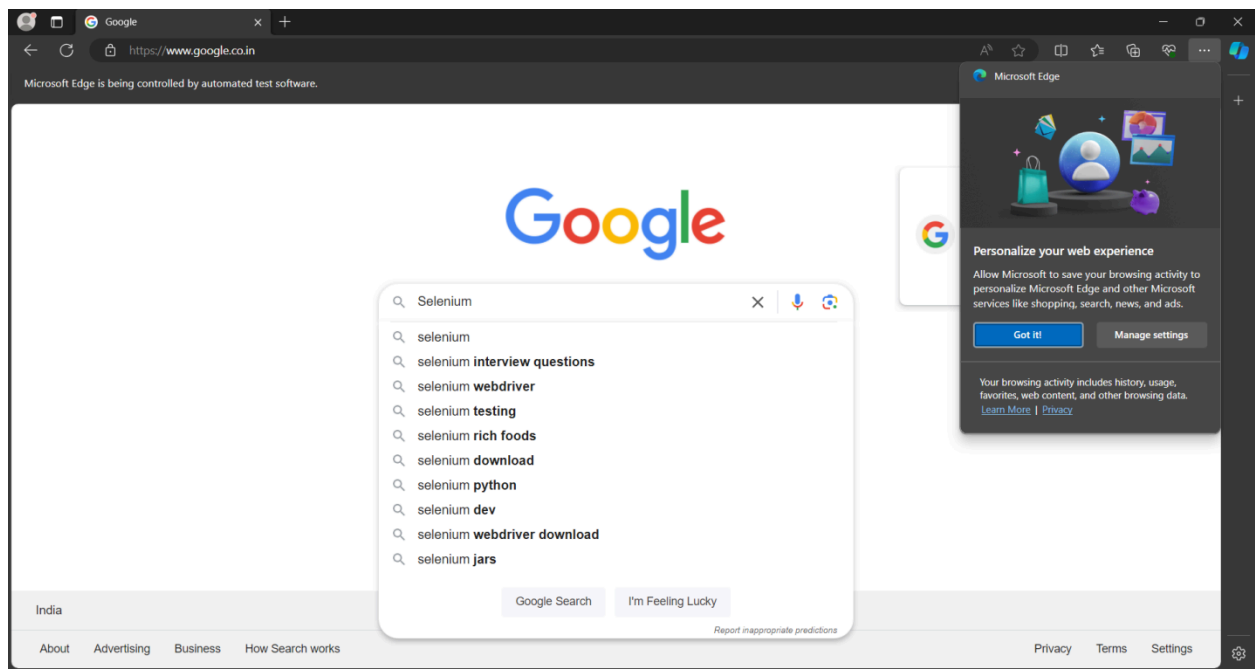 Google
https://www.google.co.in
Microsoft Edge is being controlled by automated test software.
Microsoft Edge
Personalize your web experience
Allow Microsoft to save your browsing activity to
personalize Microsoft Edge and other Microsoft
services like shopping, search, news, and ads.
Got it!
Manage settings
Your browsing activity includes history, usage,
favorites, web content, and other browsing data.
Learn More | Privacy
Google
Selenium
selenium
selenium interview questions
selenium webdriver
selenium testing
selenium rich foods
selenium download
selenium python
selenium dev
selenium webdriver download
selenium jars
Google Search
I'm Feeling Lucky
Report inappropriate predictions
India
About Advertising Business How Search works
Privacy Terms Settings